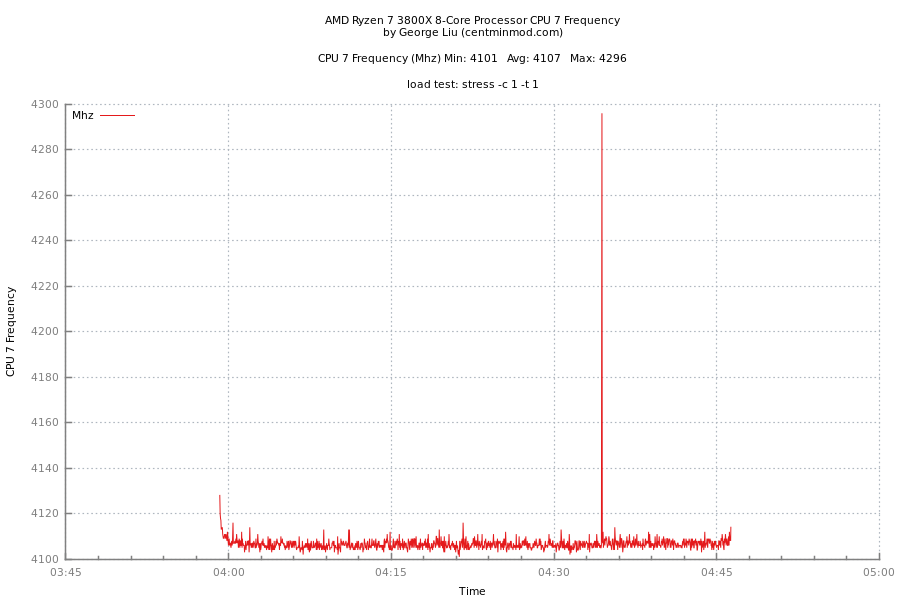 AMD Ryzen 7 3800X 8-Core Processor CPU 7 Frequency
by George Liu (centminmod.com)
CPU 7 Frequency (Mhz) Min: 4101 Avg: 4107 Max: 4296
load test: stress -c 1 -t 1
Mhz
4300
4280
4260
4240
4220
4200
4180
4160
4140
4120
4100
CPU 7 Frequency
03:45
04:00
04:15
04:30
04:45
05:00
Time